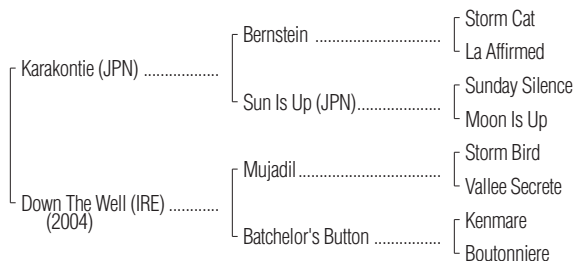 Storm Cat
Bernstein ................................
La Affirmed
Karakontie (JPN) ..................
Sunday Silence
Sun Is Up (JPN).....................
Moon Is Up
Storm Bird
Mujadil ....................................
Vallee Secrete
Down The Well (IRE) ............
(2004)
Kenmare
Batchelor's Button .................
Boutonniere